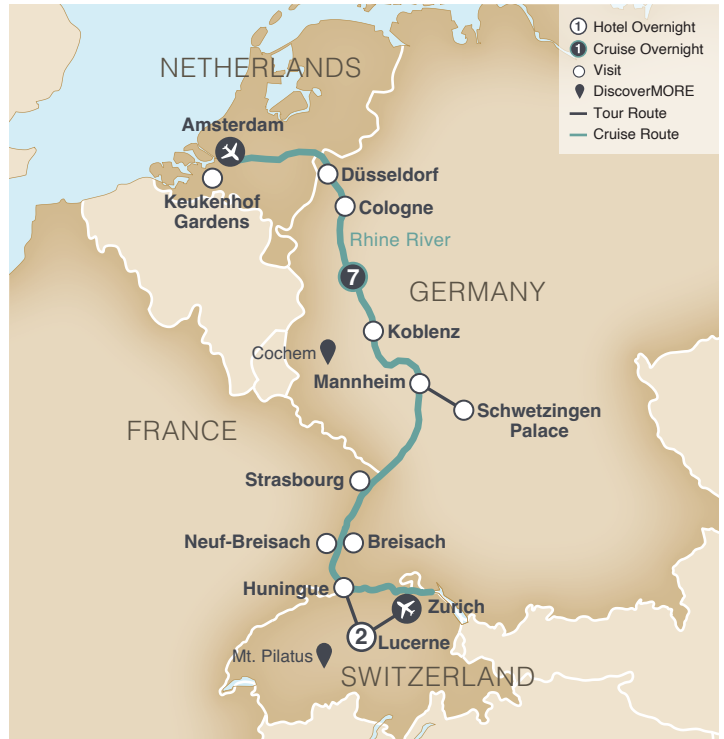 1 Hotel Overnight
1 Cruise Overnight
Visit
DiscoverMORE
Tour Route
Cruise Route
NETHERLANDS
Amsterdam
Düsseldorf
Keukenhof
Gardens
Cologne
Rhine River
7
GERMANY
Koblenz
Cochem
Mannheim
Schwetzingen
Palace
FRANCE
Strasbourg
Neuf-Breisach
Breisach
Huningue
Zurich
2
Lucerne
Mt. Pilatus
SWITZERLAND